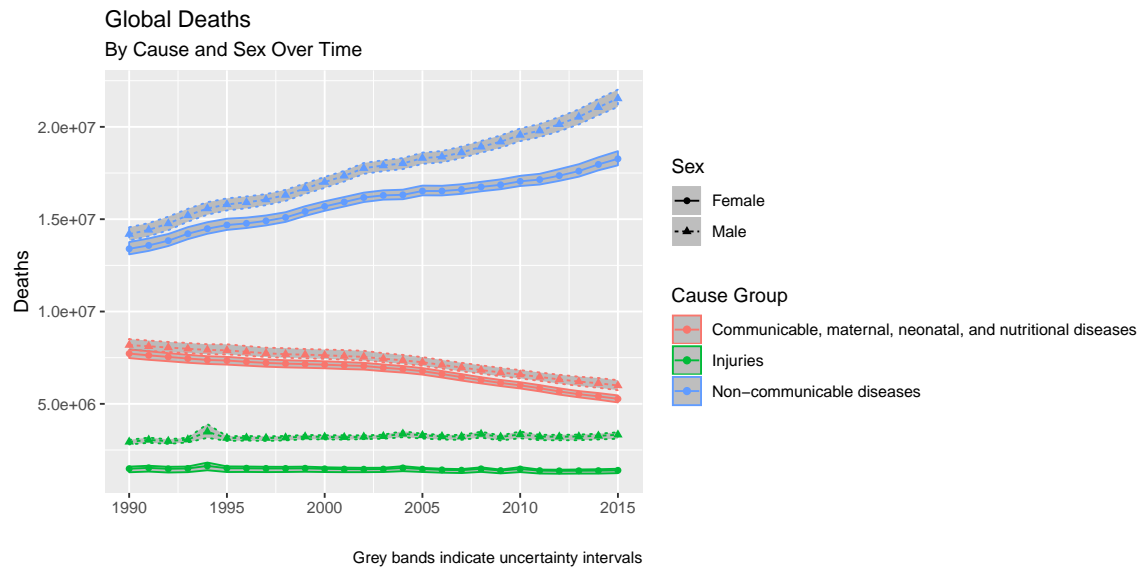 Global Deaths
By Cause and Sex Over Time
Deaths
2.0e+07
1.5e+07
1.0e+07
5.0e+06
1990
1995
2000
2005
2010
2015
Sex
Female
Male
Cause Group
Communicable, maternal, neonatal, and nutritional diseases
Injuries
Non−communicable diseases
Grey bands indicate uncertainty intervals